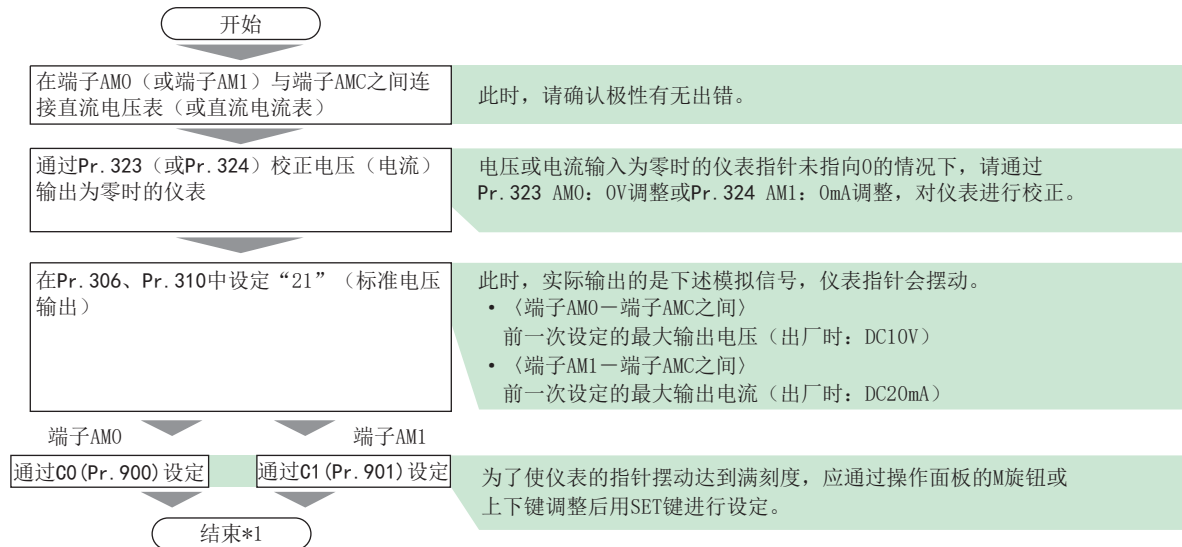 开始
在端子AM0（或端子AM1）与端子AMC之间连
接直流电压表（或直流电流表）
此时，请确认极性有无出错。
通过Pr.323（或Pr.324）校正电压（电流）
输出为零时的仪表
电压或电流输入为零时的仪表指针未指向0的情况下，请通过
Pr.323 AM0：0V调整或Pr.324 AM1：0mA调整，对仪表进行校正。
在Pr.306、Pr.310中设定“21”（标准电压
输出）
此时，实际输出的是下述模拟信号，仪表指针会摆动。
•〈端子AM0－端子AMC之间〉
前一次设定的最大输出电压（出厂时：DC10V）
•〈端子AM1－端子AMC之间〉
前一次设定的最大输出电流（出厂时：DC20mA）
端子AM0
端子AM1
通过C0(Pr.900)设定
通过C1(Pr.901)设定
为了使仪表的指针摆动达到满刻度，应通过操作面板的M旋钮或
上下键调整后用SET键进行设定。
结束*1